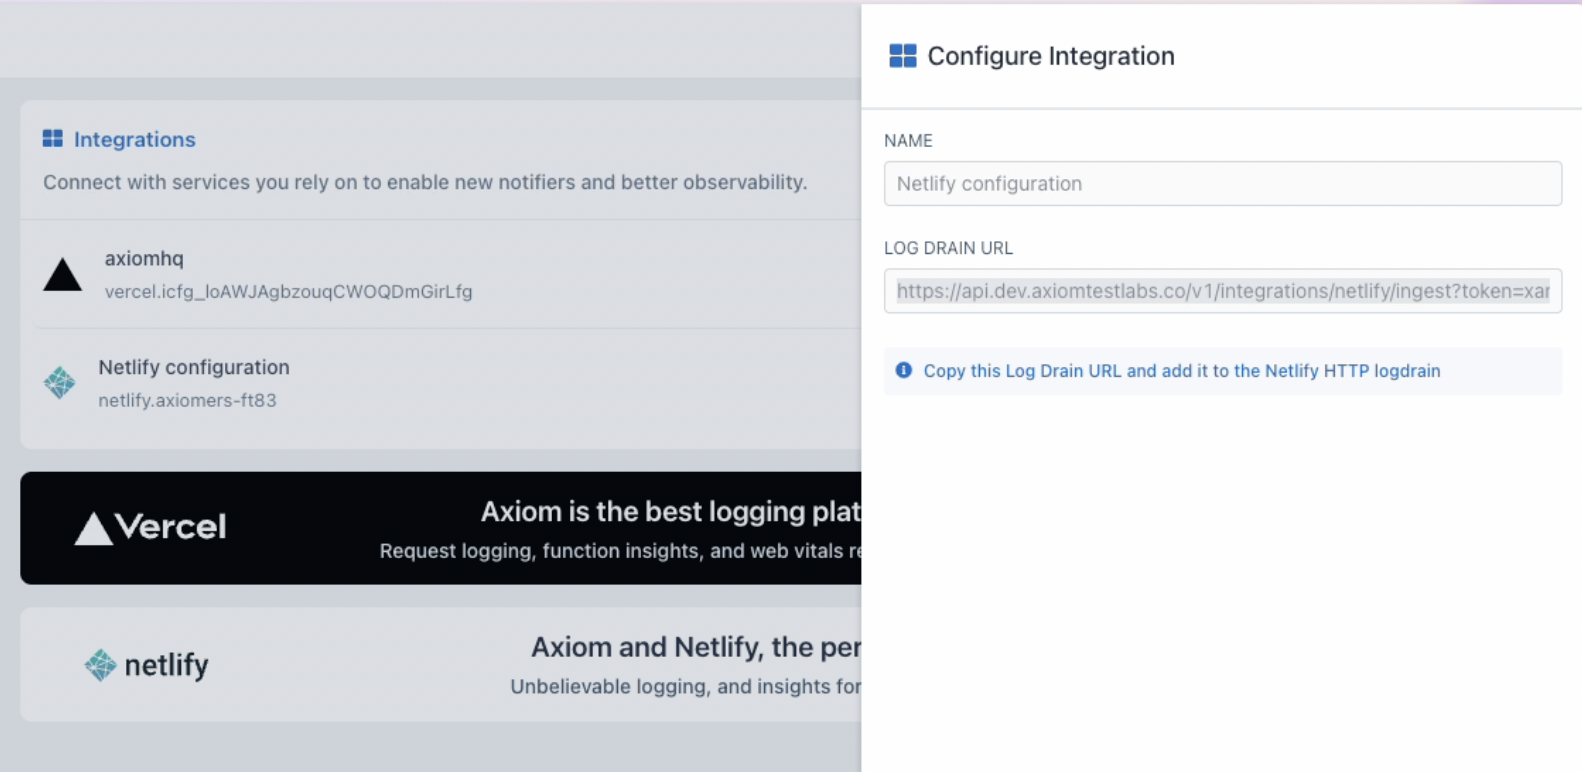 Integrations
Connect with services you rely on to enable new notifiers and better observability.
axiomhq
vercel.icfg_loAWJAgbzouqCWOQDmGirLfg
Netlify configuration
netlify.axiomers-ft83
Vercel
Axiom is the best logging plat
Request logging, function insights, and web vitals re
netlify
Axiom and Netlify, the per
Unbelievable logging, and insights for
Configure Integration
NAME
Netlify configuration
LOG DRAIN URL
https://api.dev.axiomtestlabs.co/v1/integrations/netlify/ingest?token=xar
Copy this Log Drain URL and add it to the Netlify HTTP logdrain